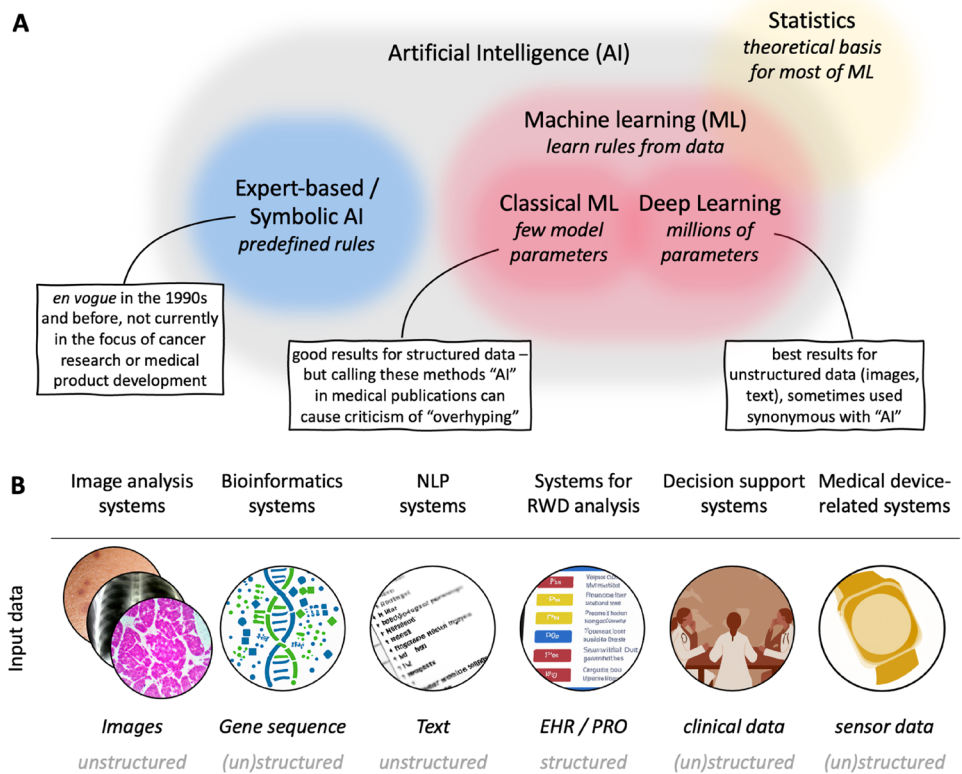 A
Artificial Intelligence (AI)
Statistics
theoretical basis
for most of ML
Machine learning (ML)
learn rules from data
Expert-based /
Symbolic AI
predefined rules
Classical ML
few model
parameters
Deep Learning
millions of
parameters
en vogue in the 1990s
and before, not currently
in the focus of cancer
research or medical
product development
good results for structured data –
but calling these methods “AI”
in medical publications can
cause criticism of “overhyping”
best results for
unstructured data (images,
text), sometimes used
synonymous with “AI”
B
Image analysis
systems
Bioinformatics
systems
NLP
systems
Systems for
RWD analysis
Decision support
systems
Medical device-
related systems
Input data
Images
Gene sequence
Text
EHR / PRO
clinical data
sensor data
unstructured
(un)structured
unstructured
structured
(un)structured
(un)structured